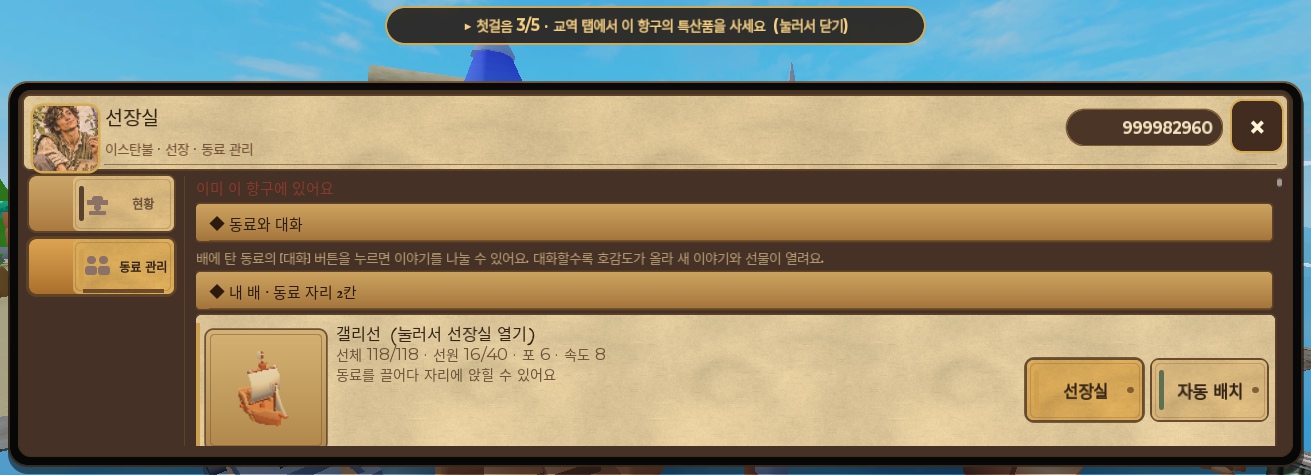 ▸ 첫걸음 3/5 · 교역 탭에서 이 항구의 특산품을 사세요 (눌러서 닫기)
선장실
이스탄불 · 선장 · 동료 관리
999982960
×
현황
동료 관리
이미 이 항구에 있어요
◆ 동료와 대화
배에 탄 동료의 [대화] 버튼을 누르면 이야기를 나눌 수 있어요. 대화할수록 호감도가 올라 새 이야기와 선물이 열려요.
◆ 내 배 · 동료 자리 2칸
갤리선 (눌러서 선장실 열기)
선체 118/118 · 선원 16/40 · 포 6 · 속도 8
동료를 끌어다 자리에 앉힐 수 있어요
선장실
자동 배치